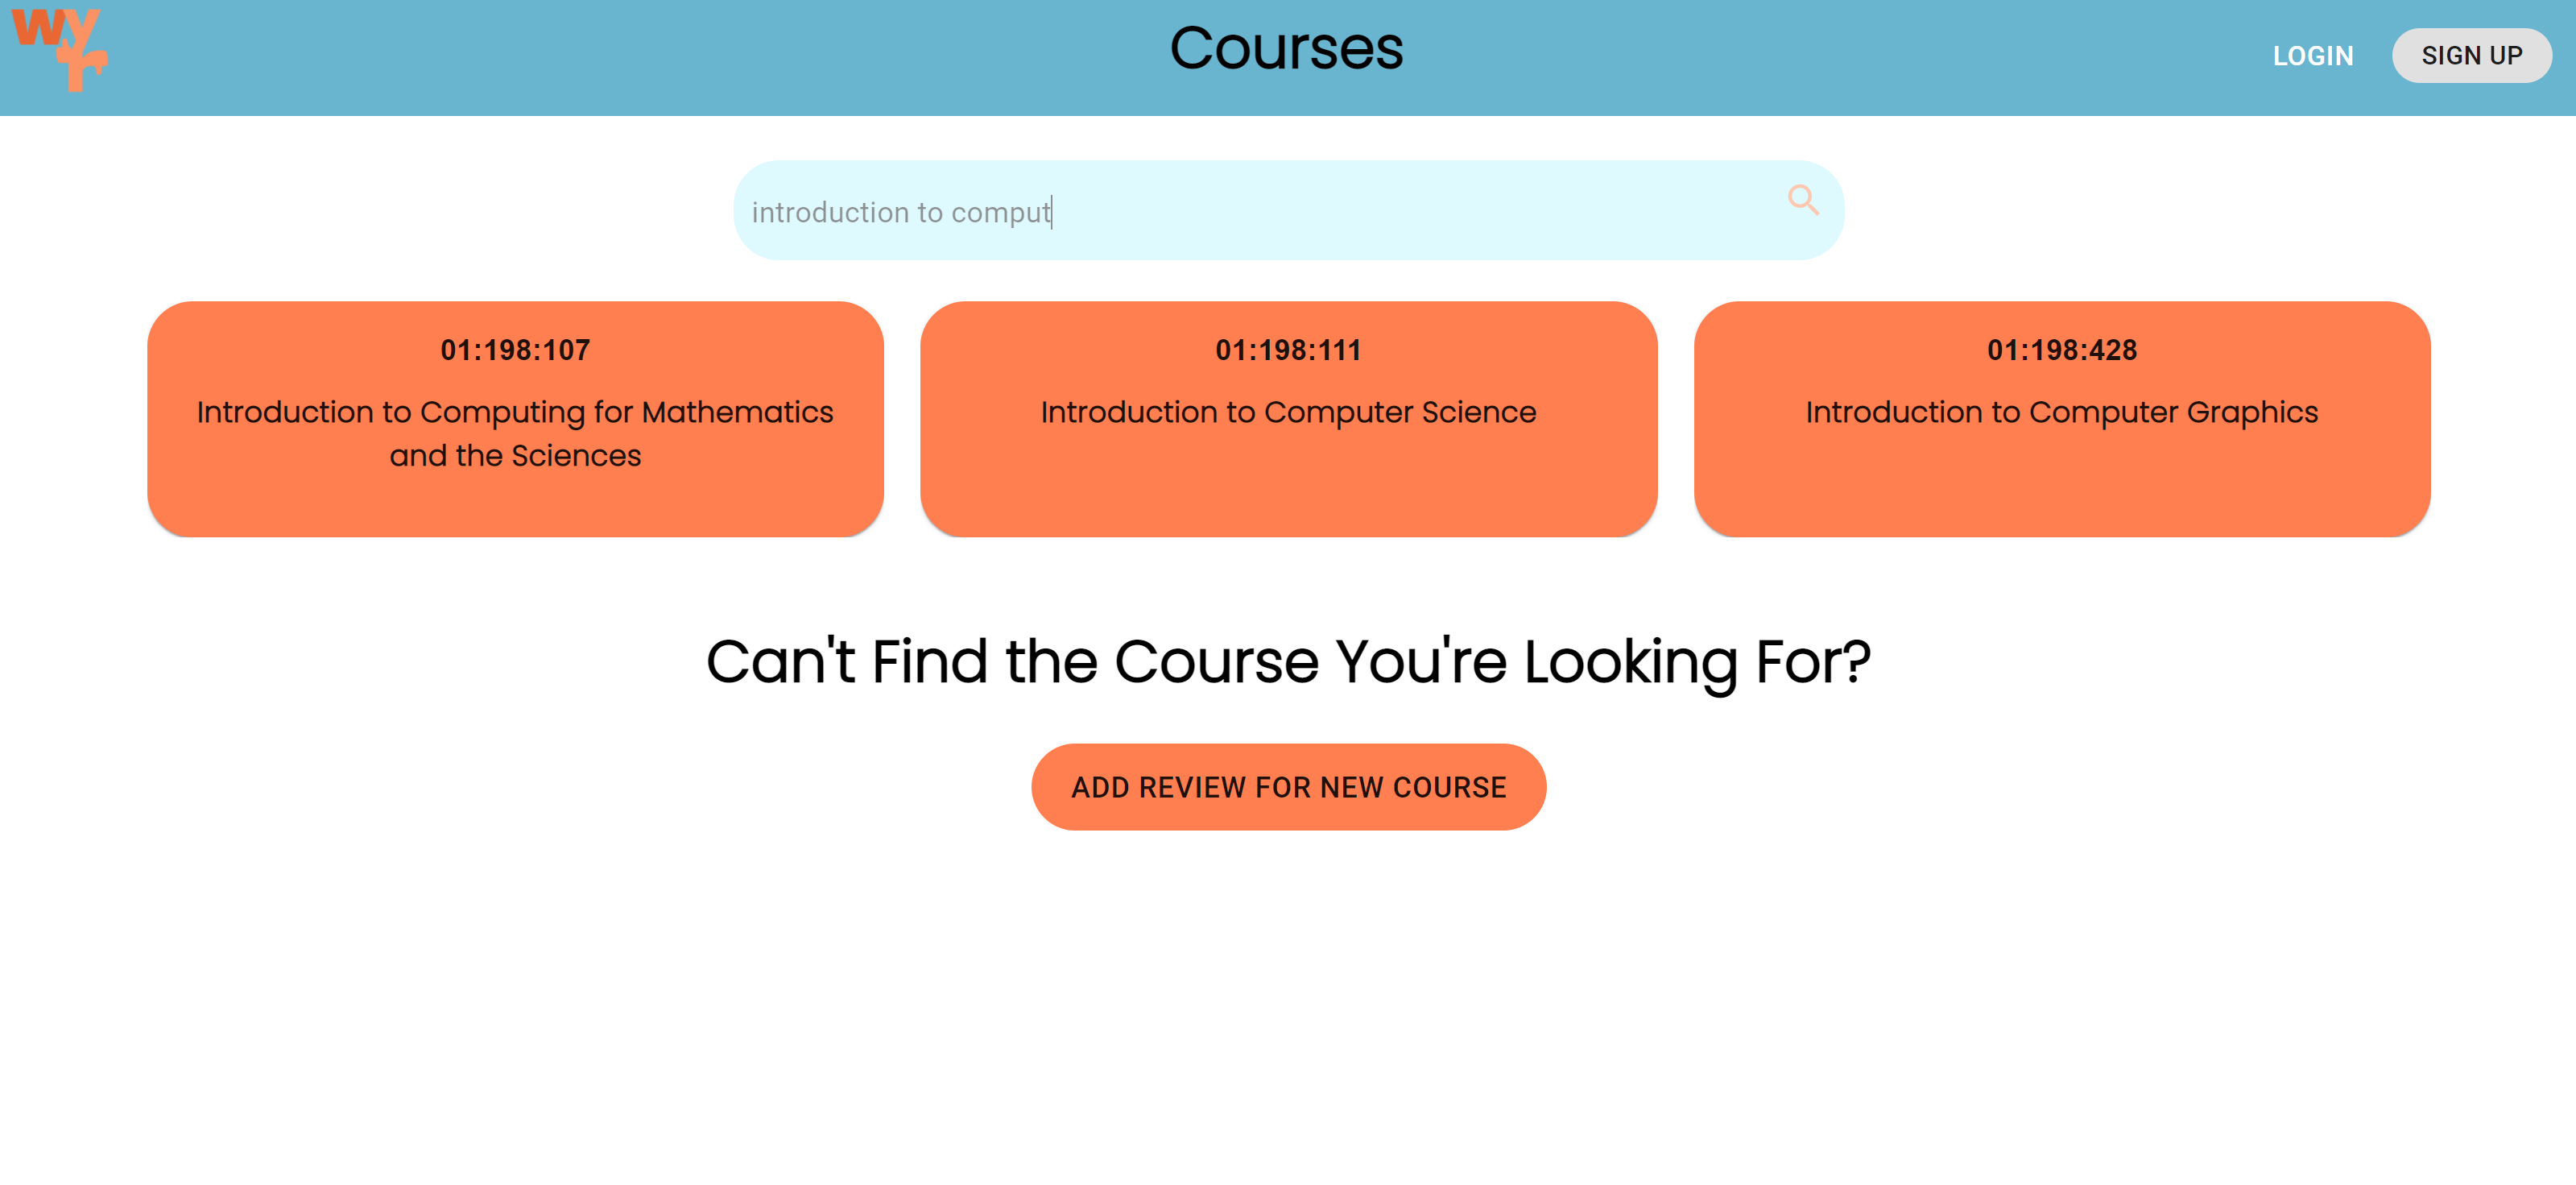 wy
r
Courses
LOGIN
SIGN UP
introduction to comput
01:198:107
Introduction to Computing for Mathematics
and the Sciences
01:198:111
Introduction to Computer Science
01:198:428
Introduction to Computer Graphics
Can't Find the Course You're Looking For?
ADD REVIEW FOR NEW COURSE